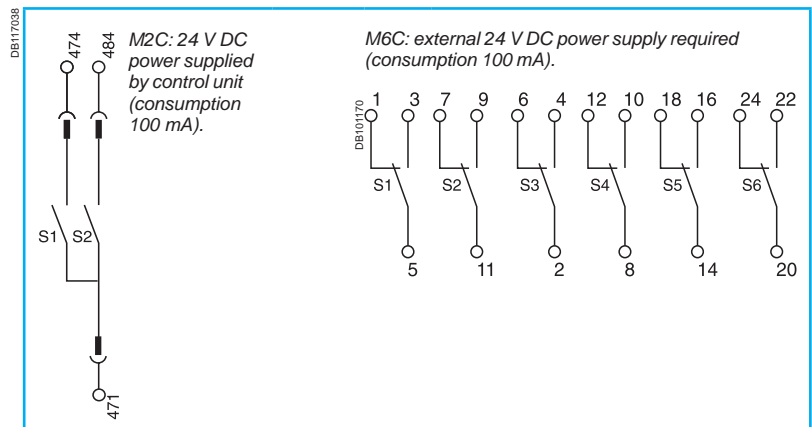 DB117038
474 484
M2C: 24 V DC
power supplied
by control unit
(consumption
100 mA).
S1 S2
471
M6C: external 24 V DC power supply required
(consumption 100 mA).
DB101170
1 3 7 9 6 4 12 10 18 16 24 22
S1 S2 S3 S4 S5 S6
5 11 2 8 14 20